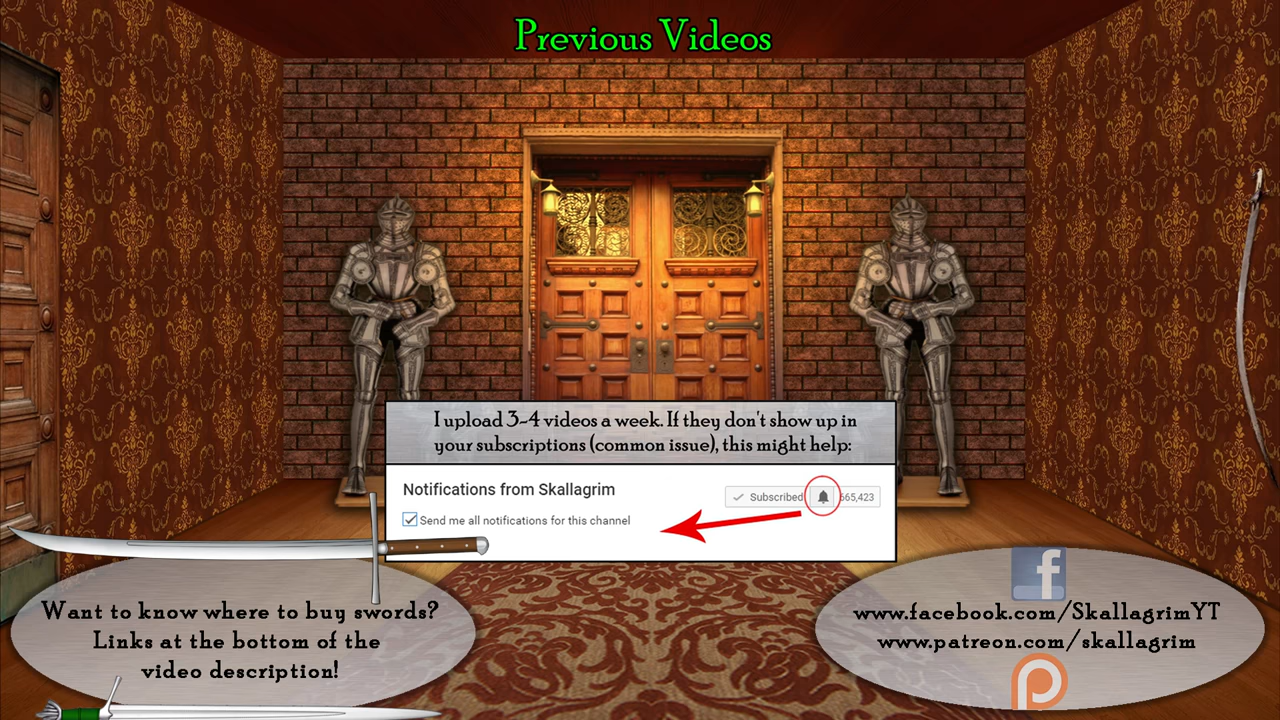 Previous Videos
I upload 3-4 videos a week. If they don't show up in
your subscriptions (common issue), this might help:
Notifications from Skallagrim
Subscribed 665,423
Send me all notifications for this channel
Want to know where to buy swords?
Links at the bottom of the
video description!
f
www.facebook.com/SkallagrimYT
www.patreon.com/skallagrim